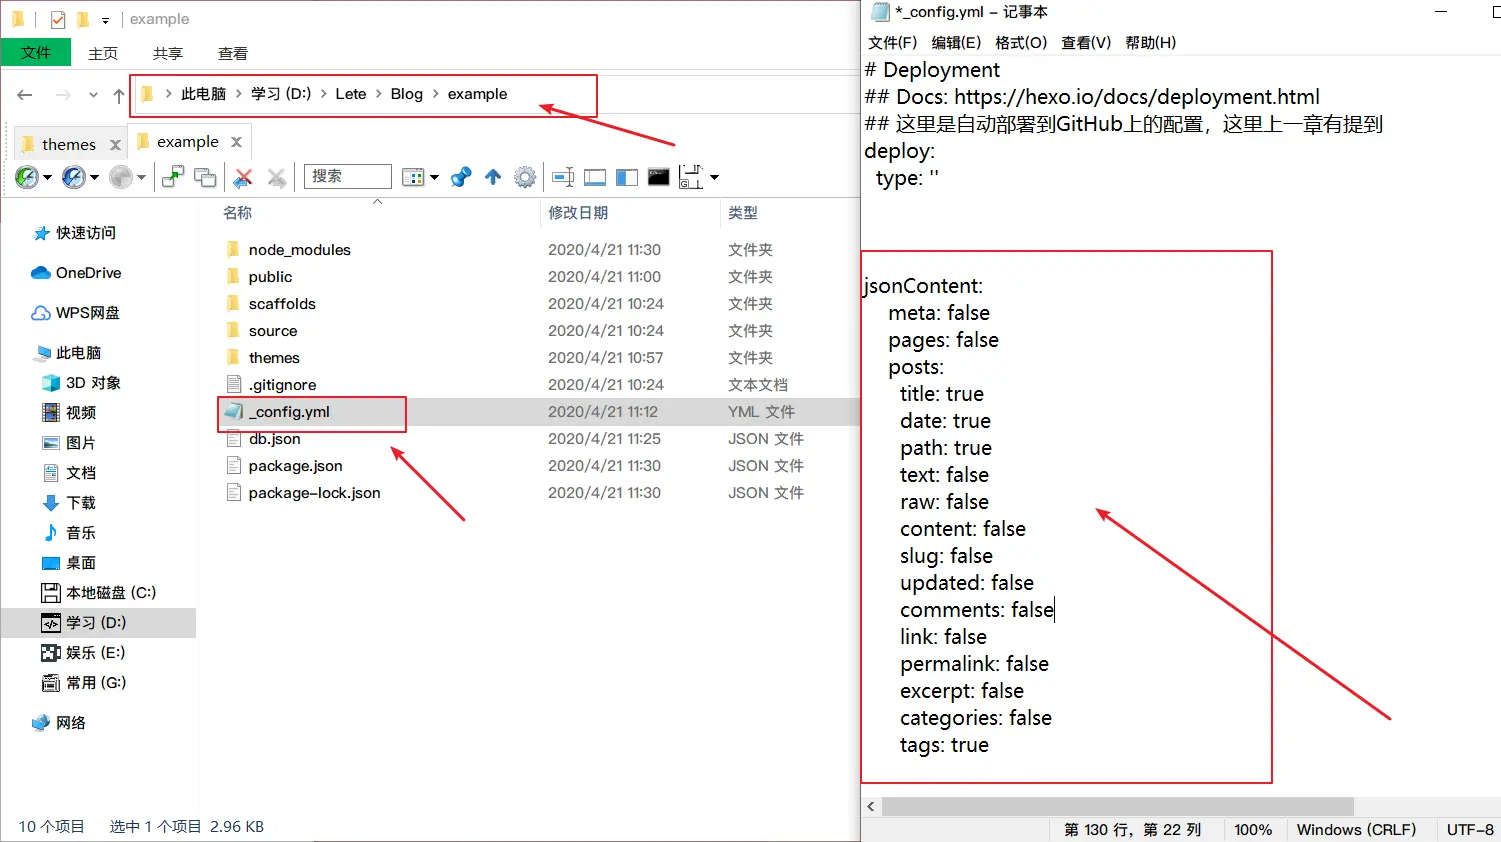 example
文件 主页 共享 查看
此电脑 > 学习 (D:) > Lete > Blog > example
themes x example x
搜索
名称 修改日期 类型
快速访问
OneDrive
WPS网盘
此电脑
3D 对象
视频
图片
文档
下载
音乐
桌面
本地磁盘 (C:)
学习 (D:)
娱乐 (E:)
常用 (G:)
网络
node_modules 2020/4/21 11:30 文件夹
public 2020/4/21 11:00 文件夹
scaffolds 2020/4/21 10:24 文件夹
source 2020/4/21 10:24 文件夹
themes 2020/4/21 10:57 文件夹
.gitignore 2020/4/21 10:24 文本文档
_config.yml 2020/4/21 11:12 YML 文件
db.json 2020/4/21 11:25 JSON 文件
package.json 2020/4/21 11:30 JSON 文件
package-lock.json 2020/4/21 11:30 JSON 文件
10 个项目 选中 1 个项目 2.96 KB
*_config.yml - 记事本
文件(F) 编辑(E) 格式(O) 查看(V) 帮助(H)
# Deployment
## Docs: https://hexo.io/docs/deployment.html
## 这里是自动部署到GitHub上的配置，这里上一章有提到
deploy:
  type: ''
jsonContent:
    meta: false
    pages: false
    posts:
      title: true
      date: true
      path: true
      text: false
      raw: false
      content: false
      slug: false
      updated: false
      comments: false
      link: false
      permalink: false
      excerpt: false
      categories: false
      tags: true
第 130 行，第 22 列 100% Windows (CRLF) UTF-8